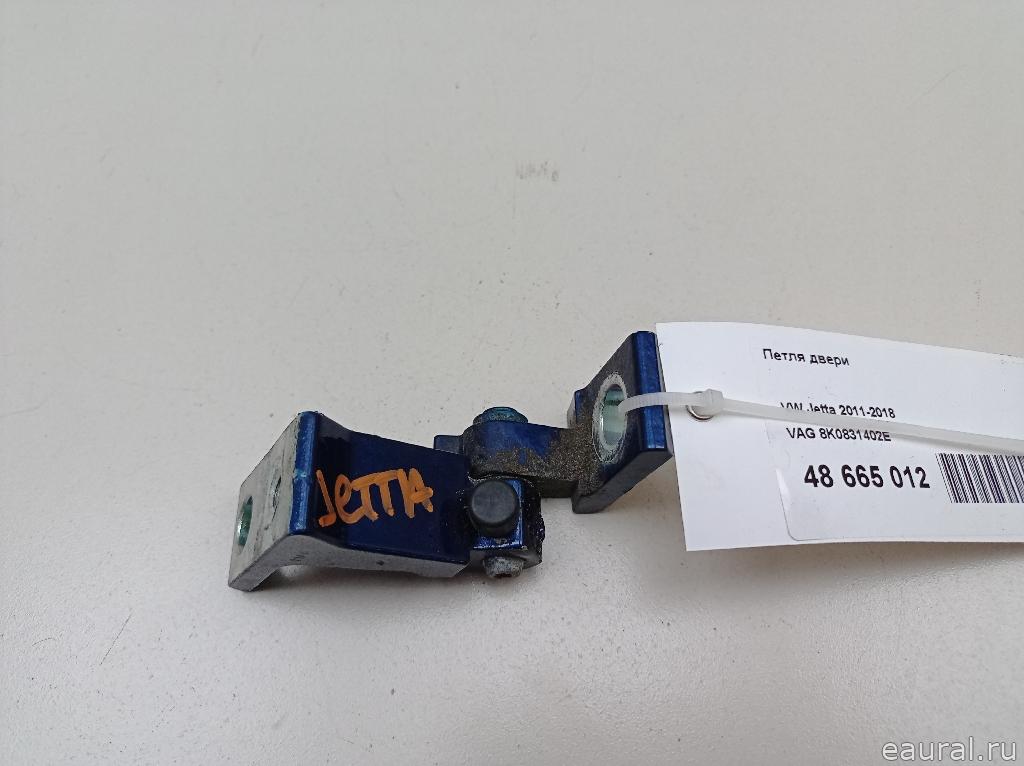 Петля двери
VW Jetta 2011-2018
VAG 8K0831402E
48 665 012
JETTA
eaural.ru